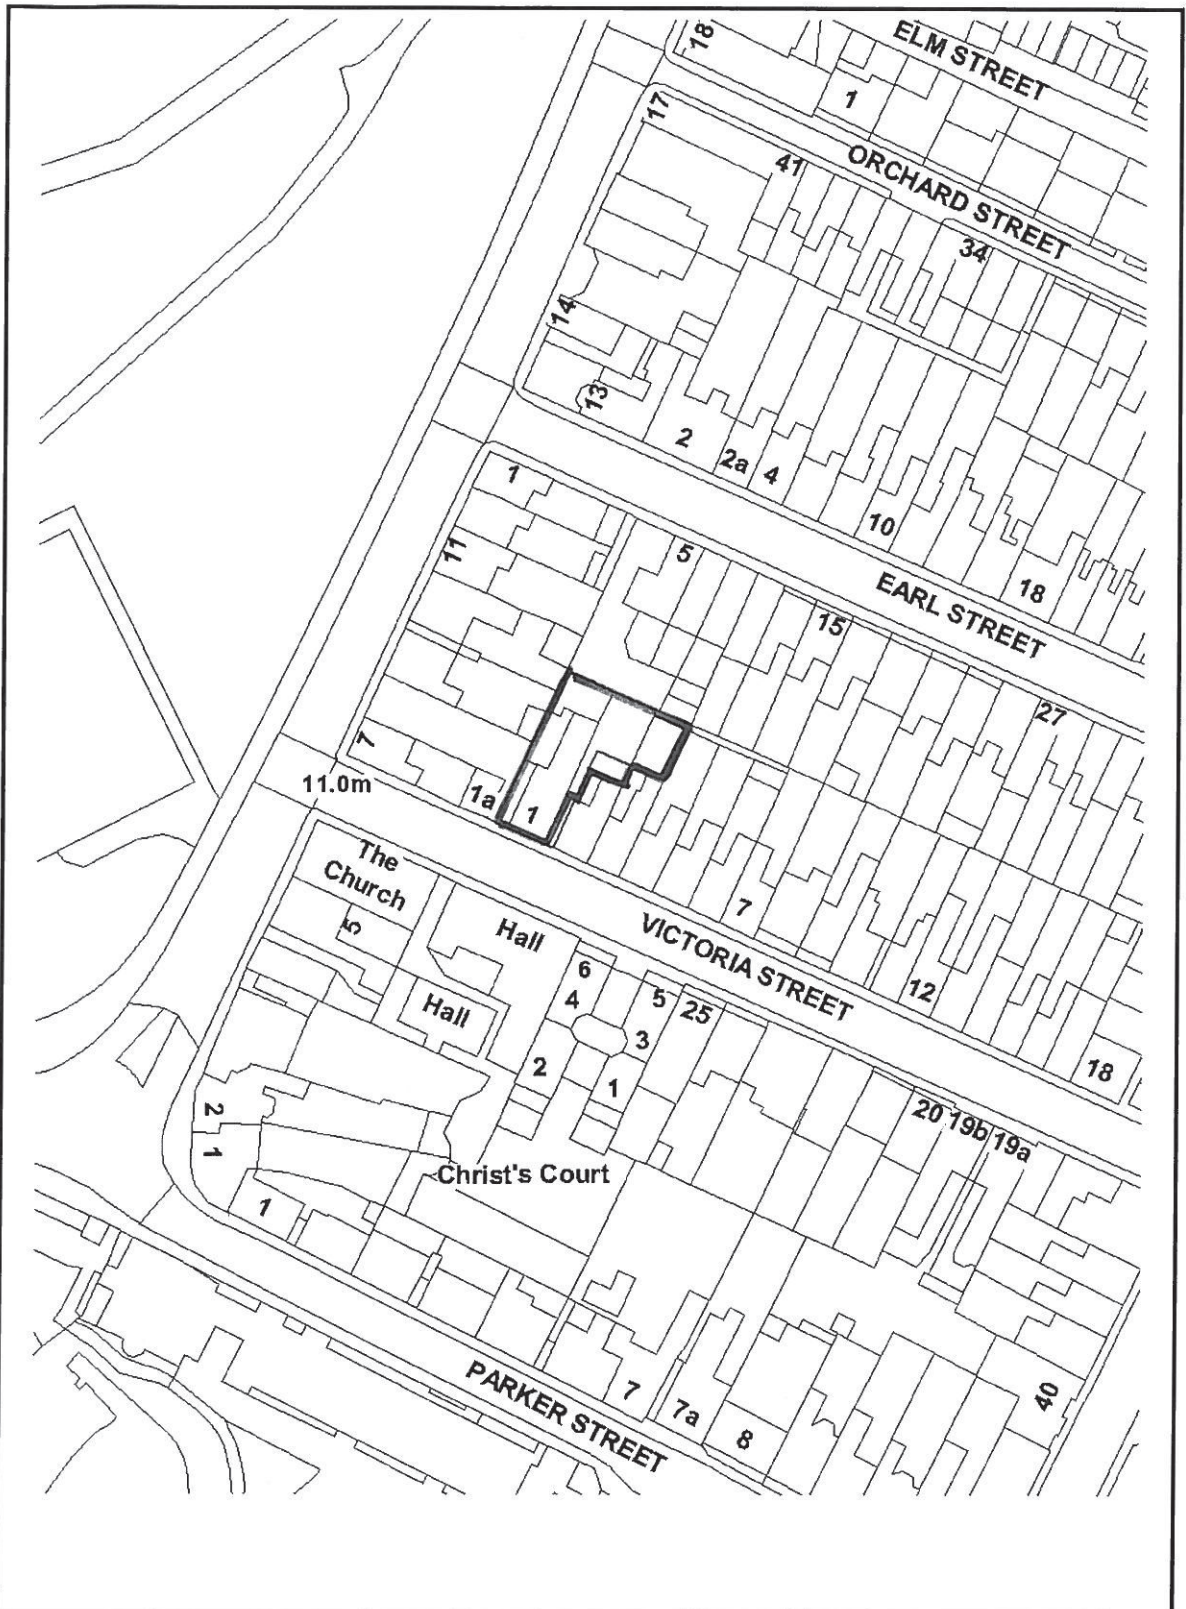 18
ELM STREET
1
17
41
ORCHARD STREET
34
14
13
2
2a
4
10
18
EARL STREET
1
11
5
15
27
7
11.0m
1a
1
The
Church
5
Hall
Hall
VICTORIA STREET
7
12
18
6
4
2
5
3
1
25
20
19b
19a
2
1
1
Christ's Court
PARKER STREET
7
7a
8
40